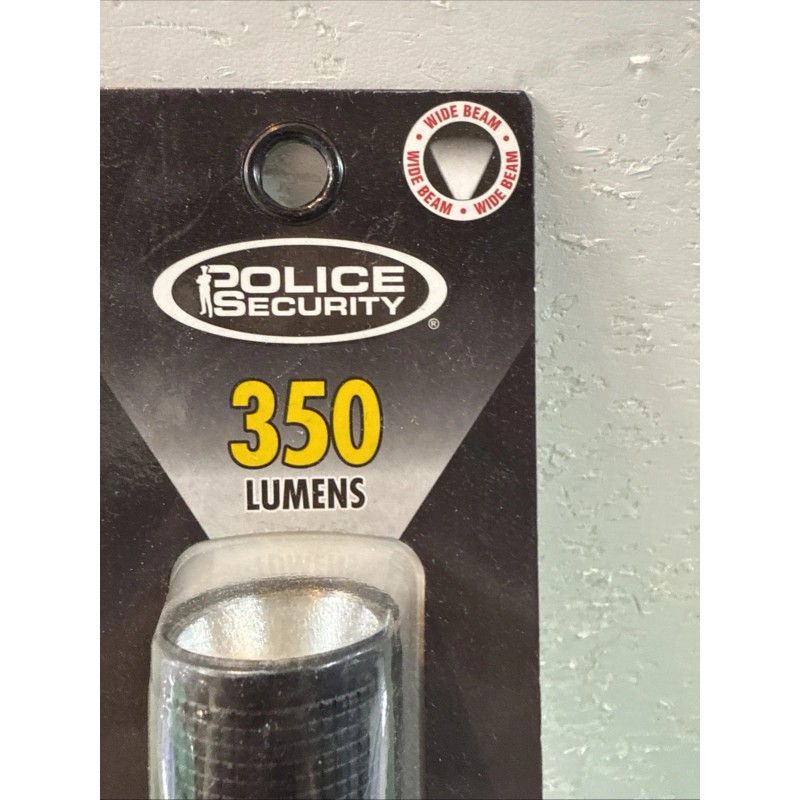 WIDE BEAM • WIDE BEAM • WIDE BEAM •
POLICE
SECURITY
®
350
LUMENS